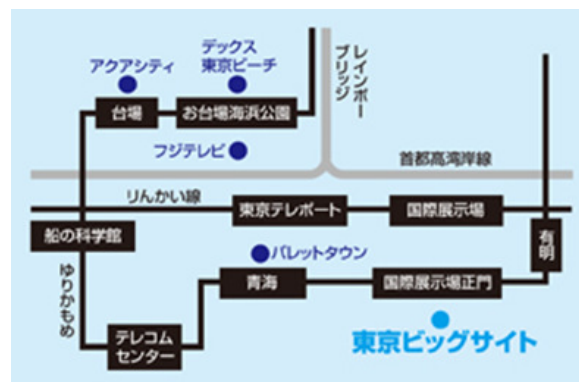 デックス
東京ビーチ
アクアシティ
レインボー
ブリッジ
台場
お台場海浜公園
フジテレビ
首都高湾岸線
りんかい線
東京テレポート
国際展示場
船の科学館
有明
パレットタウン
ゆりかもめ
青海
国際展示場正門
テレコム
センター
東京ビッグサイト